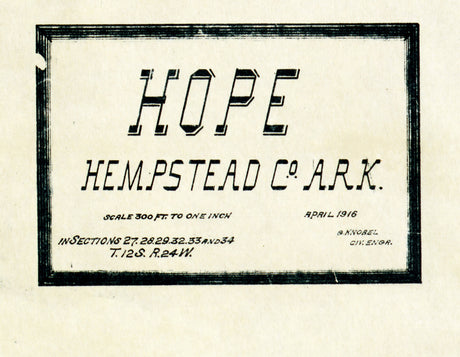 HOPE
HEMPSTEAD Co. ARK.
SCALE 300 FT. TO ONE INCH
APRIL 1916
G. KNOBEL
CIV. ENGR.
IN SECTIONS 27.28.29.32.33 AND 34
T. 12 S. R. 24 W.